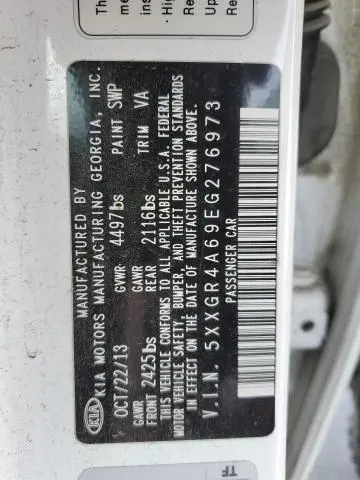 MANUFACTURED BY
KIA KIA MOTORS MANUFACTURING GEORGIA, INC.
OCT/22/13 GVWR 4497lbs PAINT SWP
GAWR FRONT 2425lbs GAWR REAR 2116lbs TRIM VA
THIS VEHICLE CONFORMS TO ALL APPLICABLE U.S.A. FEDERAL
MOTOR VEHICLE SAFETY, BUMPER, AND THEFT PREVENTION STANDARDS
IN EFFECT ON THE DATE OF MANUFACTURE SHOWN ABOVE.
V.I.N. 5XXGR4A69EG276973
PASSENGER CAR